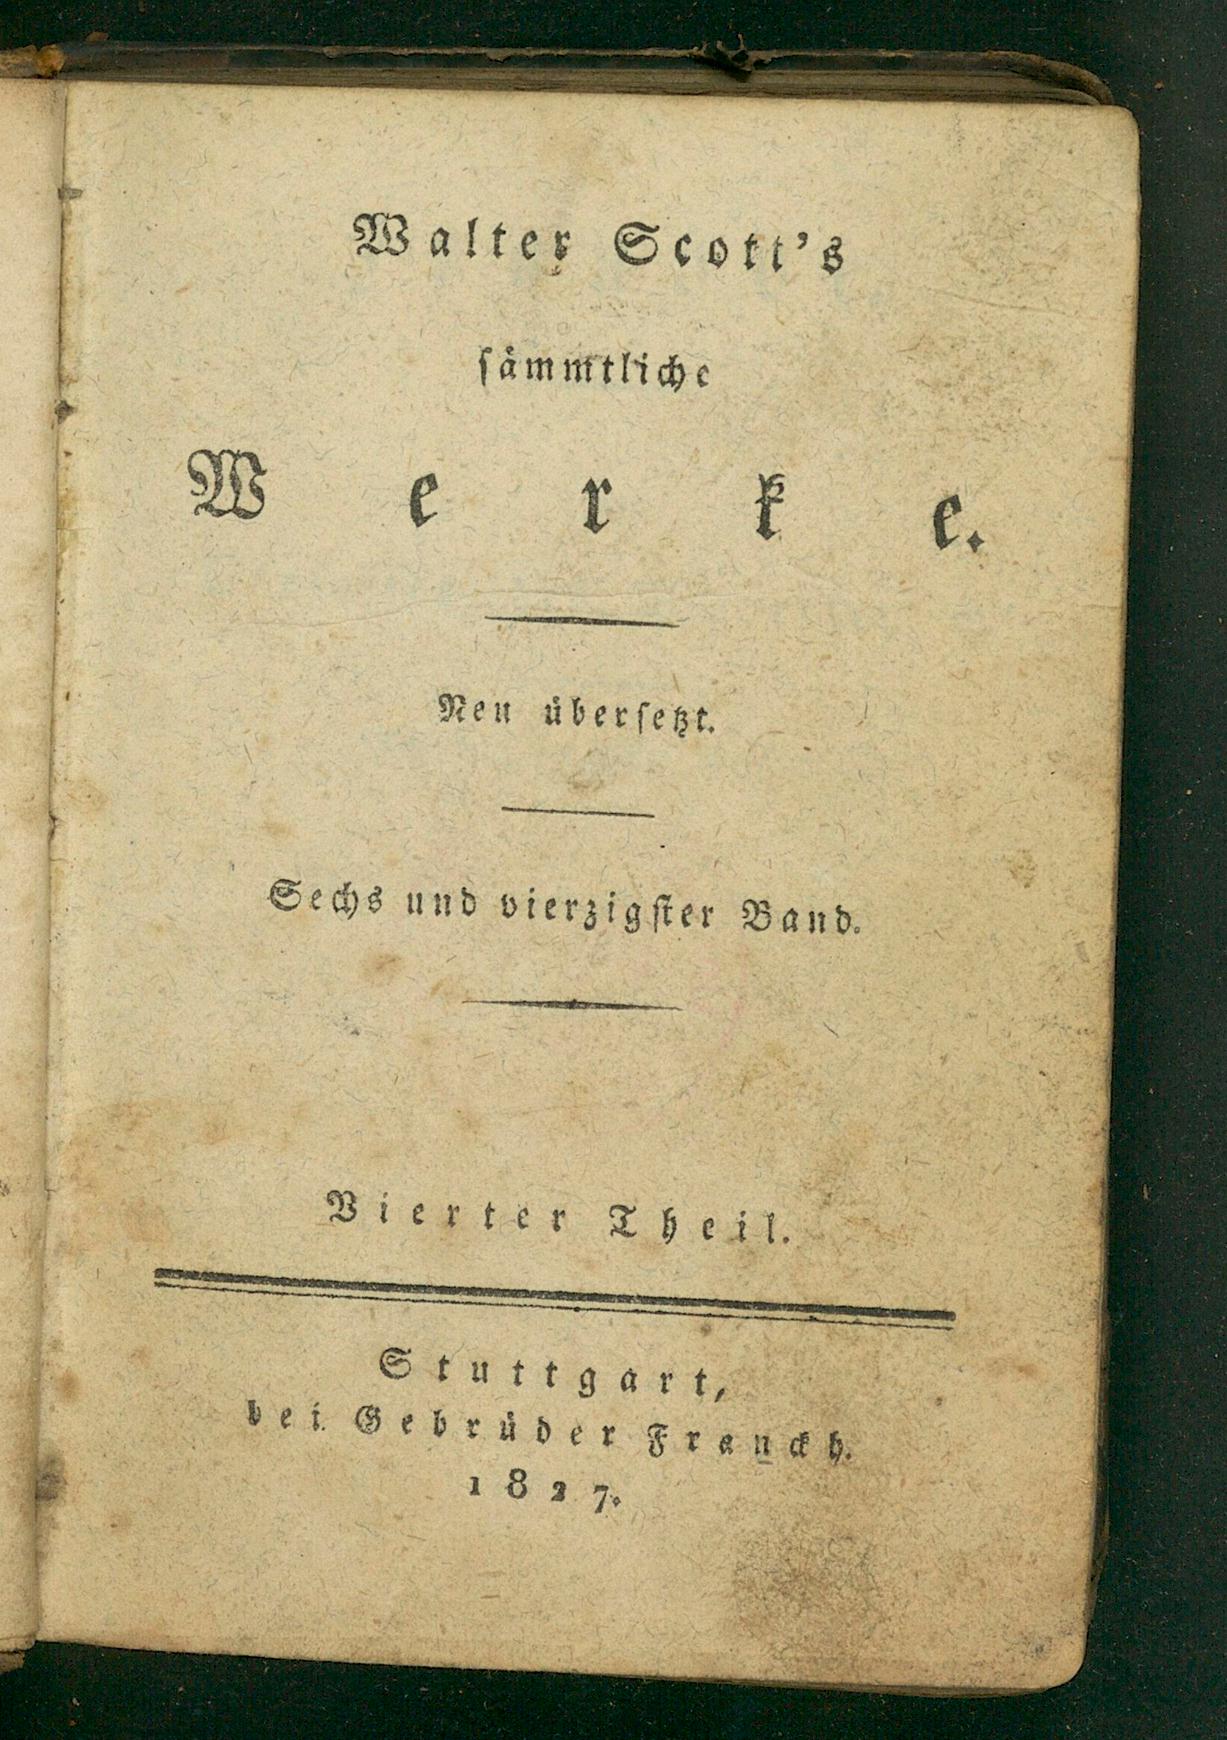 Walter Scott's
sämmtliche
Werke.
Neu übersetzt.
Sechs und vierzigster Band.
Vierter Theil.
Stuttgart,
bei Gebrüder Franckh.
1827.